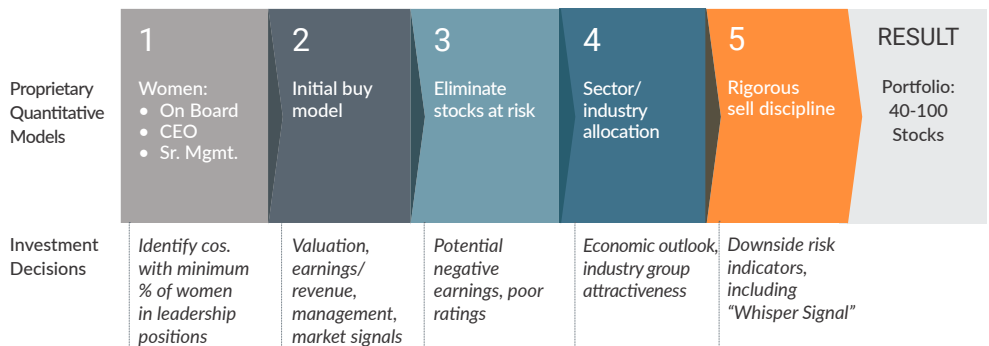 1
2
3
4
5
RESULT
Proprietary
Quantitative
Models
Women:
• On Board
• CEO
• Sr. Mgmt.
Initial buy
model
Eliminate
stocks at risk
Sector/
industry
allocation
Rigorous
sell discipline
Portfolio:
40-100
Stocks
Investment
Decisions
Identify cos.
with minimum
% of women
in leadership
positions
Valuation,
earnings/
revenue,
management,
market signals
Potential
negative
earnings, poor
ratings
Economic outlook,
industry group
attractiveness
Downside risk
indicators,
including
“Whisper Signal”